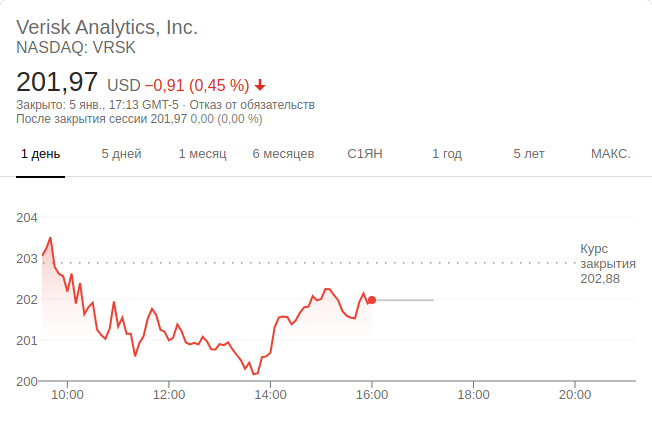 Verisk Analytics, Inc.
NASDAQ: VRSK
201,97 USD −0,91 (0,45 %)
Закрыто: 5 янв., 17:13 GMT-5 · Отказ от обязательств
После закрытия сессии 201,97 0,00 (0,00 %)
1 день 5 дней 1 месяц 6 месяцев С1ЯН 1 год 5 лет МАКС.
204
203
202
201
200
Курс
закрытия
202,88
10:00 12:00 14:00 16:00 18:00 20:00